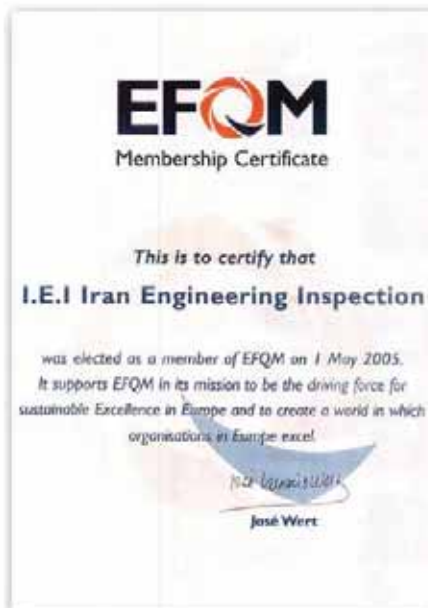 EFQM
Membership Certificate
This is to certify that
I.E.I Iran Engineering Inspection
was elected as a member of EFQM on 1 May 2005.
It supports EFQM in its mission to be the driving force for
sustainable Excellence in Europe and to create a world in which
organisations in Europe excel.
José Wert